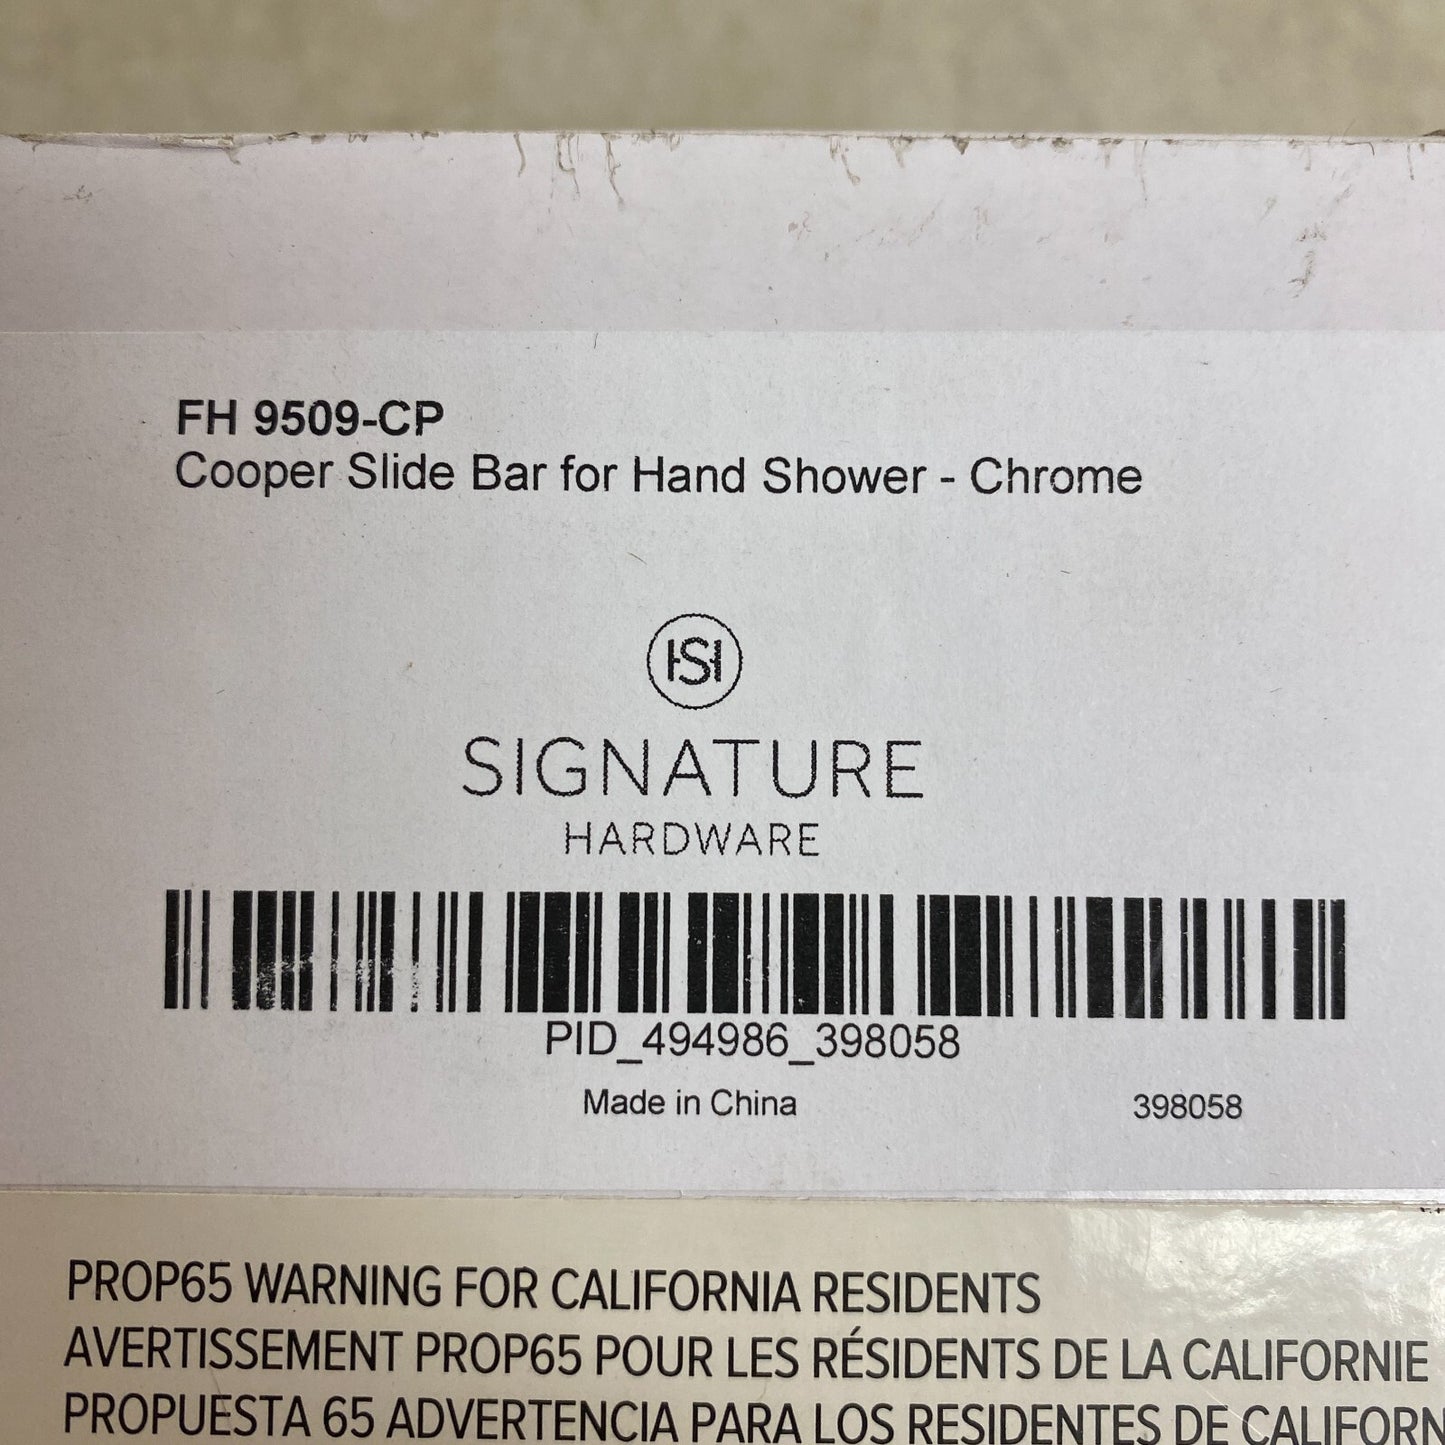 FH 9509-CP
Cooper Slide Bar for Hand Shower - Chrome
HSH
SIGNATURE
HARDWARE
PID_494986_398058
Made in China
398058
PROP65 WARNING FOR CALIFORNIA RESIDENTS
AVERTISSEMENT PROP65 POUR LES RÉSIDENTS DE LA CALIFORNIE
PROPUESTA 65 ADVERTENCIA PARA LOS RESIDENTES DE